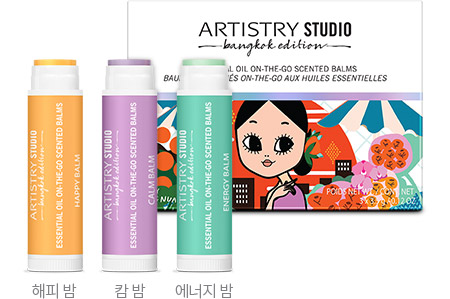 ARTISTRY STUDIO
bangkok edition
ESSENTIAL OIL ON-THE-GO SCENTED BALMS
ON-THE-GO AUX HUILES ESSENTIELLES
POIDS NET
ARTISTRY STUDIO
bangkok edition
ESSENTIAL OIL ON-THE-GO SCENTED BALMS
HAPPY BALM
ARTISTRY STUDIO
bangkok edition
ESSENTIAL OIL ON-THE-GO SCENTED BALMS
CALM BALM
ARTISTRY STUDIO
bangkok edition
ESSENTIAL OIL ON-THE-GO SCENTED BALMS
ENERGY BALM
해피 밤
캄 밤
에너지 밤